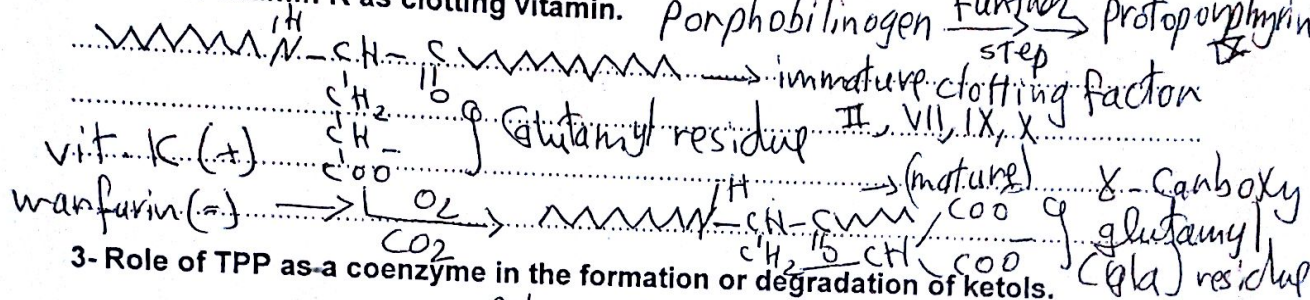 K as clotting vitamin.
Porphobilinogen further step → Protoporphyrin IX
H
N-CH-C → immature clotting factor
CH2 O
CH Glutamyl residue II, VII, IX, X
vit. K (+) COO → (mature) γ-Carboxy
warfarin (-) → O2 CO2 → H N-CH-C COO glutamyl
CH2 O CH COO (gla) residue
3- Role of TPP as a coenzyme in the formation or degradation of ketols.